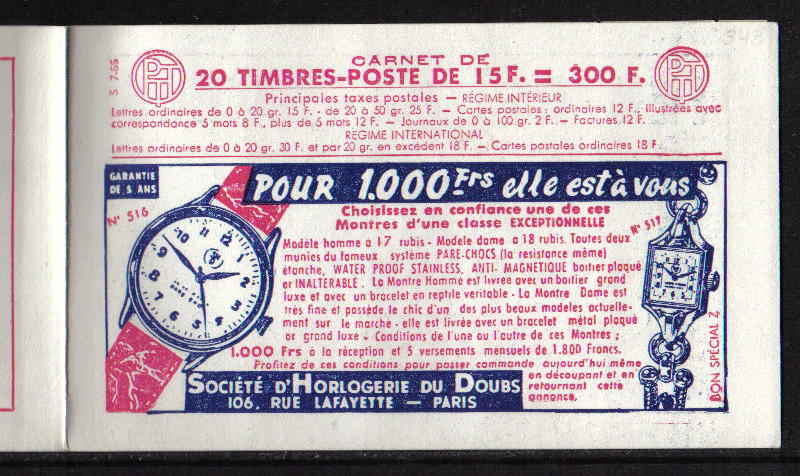 S 7-55
PTT
CARNET DE
PTT
20 TIMBRES-POSTE DE 15F. = 300 F.
Principales taxes postales — RÉGIME INTÉRIEUR
Lettres ordinaires de 0 à 20 gr. 15 F. - de 20 à 50 gr. 25 F. — Cartes postales : ordinaires 12 F., illustrées avec
correspondance 5 mots 8 F., plus de 5 mots 12 F. — Journaux de 0 à 100 gr. 2 F. — Factures 12 F.
REGIME INTERNATIONAL
Lettres ordinaires de 0 à 20 gr. 30 F. et par 20 gr. en excédent 18 F. — Cartes postales ordinaires 18 F.
GARANTIE
DE 5 ANS
POUR 1.000 Frs elle est à vous
N° 516
Choisissez en confiance une de ces
Montres d'une classe EXCEPTIONNELLE
N° 517
Modèle homme à 17 rubis - Modele dame a 18 rubis. Toutes deux
munies du fameux système PARE-CHOCS (la resistance même)
étanche, WATER PROOF STAINLESS, ANTI- MAGNETIQUE boitier plaqué
or INALTERABLE. La Montre Homme est livrée avec un boitier grand
luxe et avec un bracelet en reptile veritable - La Montre Dame est
très fine et possède le chic d'un des plus beaux modèles actuelle-
ment sur le marché - elle est livrée avec un bracelet métal plaqué
or grand luxe - Conditions de l'une ou l'autre de ces Montres ;
1.000 Frs à la réception et 5 versements mensuels de 1.800 Francs.
Profitez de ces conditions pour passer commande aujourd'hui même
en découpant et en
retournant cette
annonce.
SOCIÉTÉ D'HORLOGERIE DU DOUBS
106, RUE LAFAYETTE — PARIS
BON SPÉCIAL Z